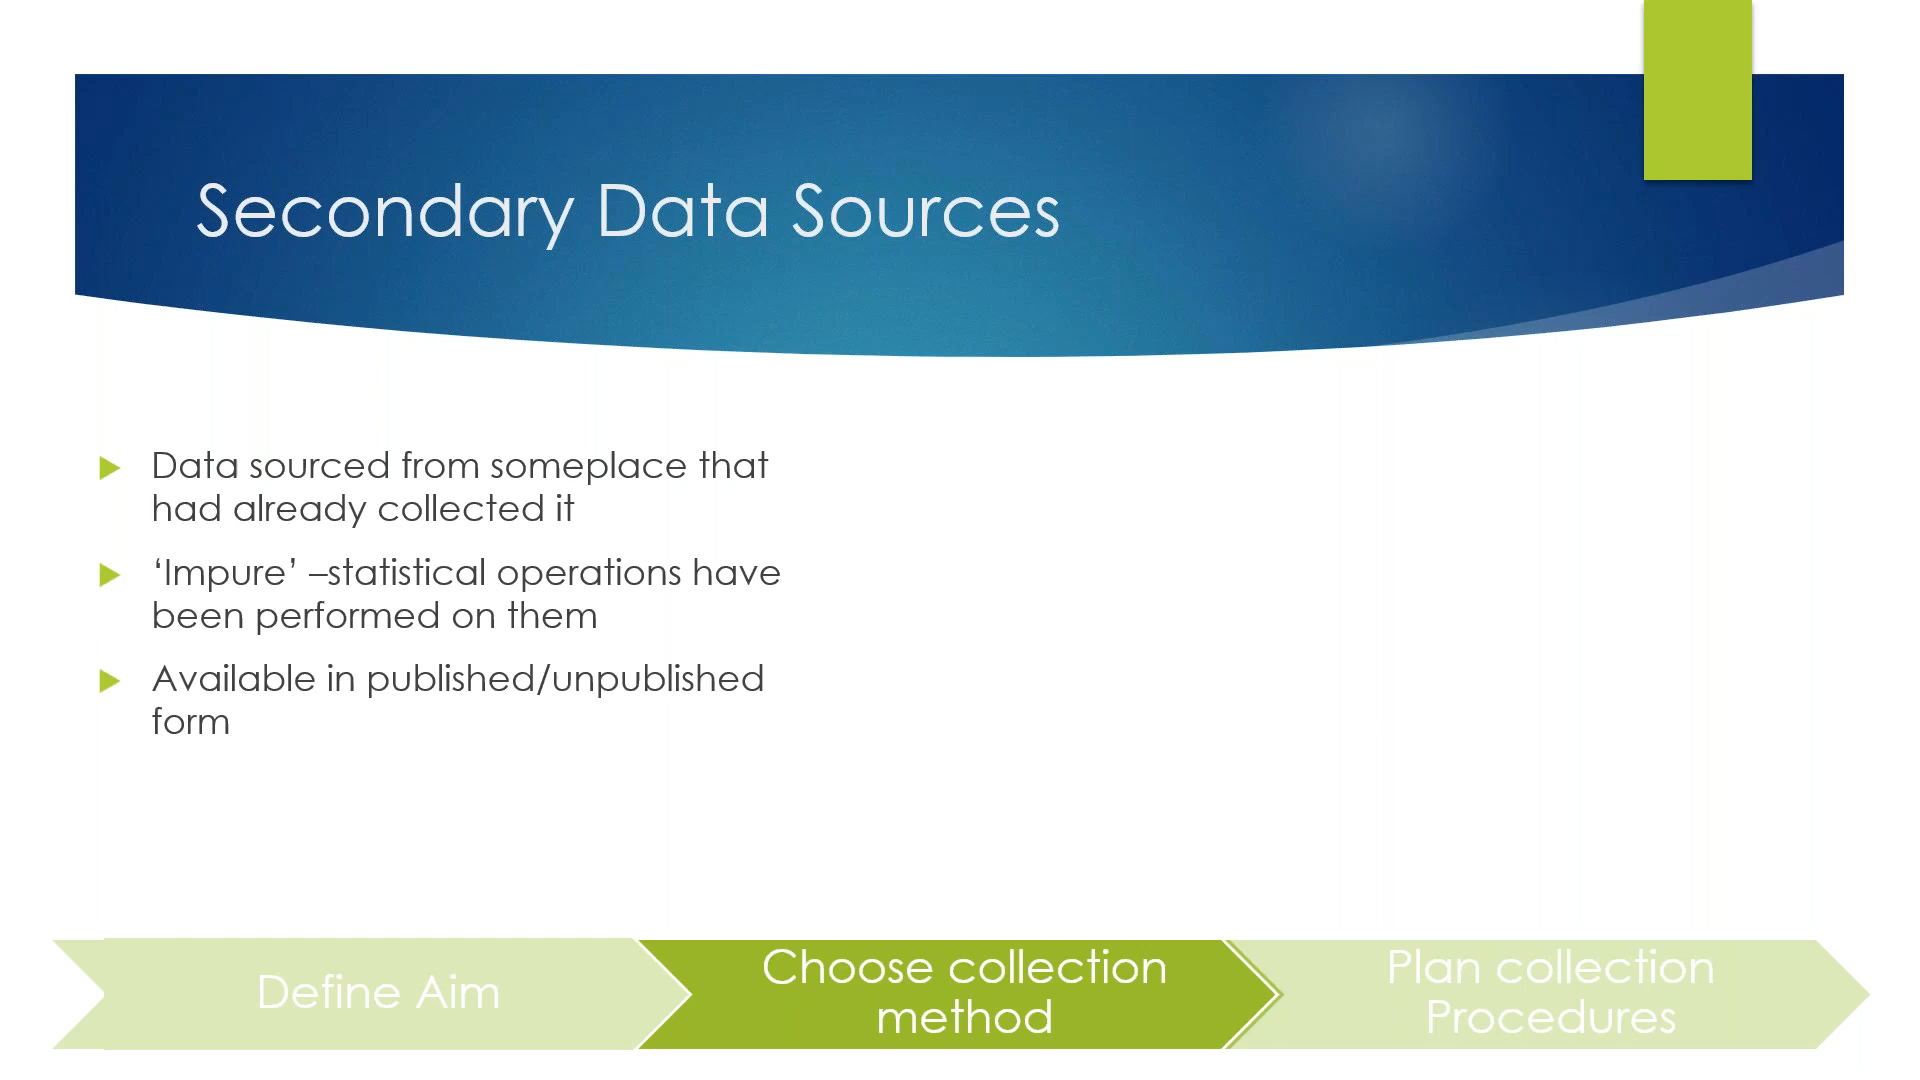 Secondary Data Sources
Data sourced from someplace that
had already collected it
‘Impure’ –statistical operations have
been performed on them
Available in published/unpublished
form
Define Aim
Choose collection
method
Plan collection
Procedures